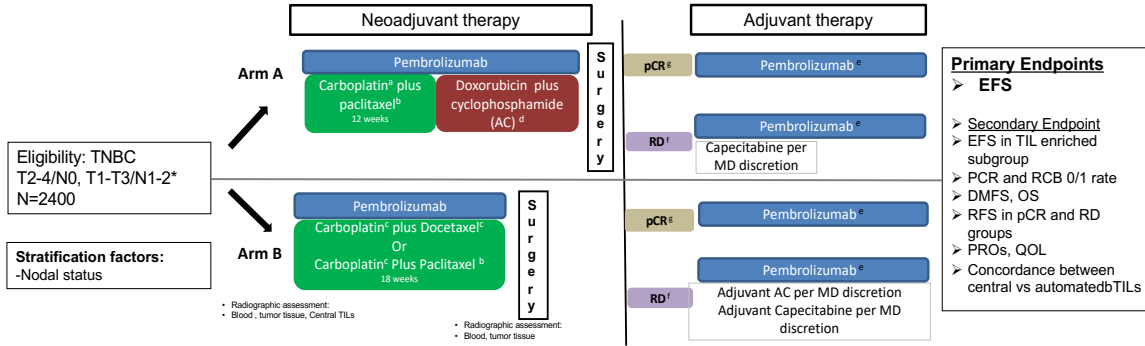 Neoadjuvant therapy
Adjuvant therapy
Arm A
Pembrolizumab
Carboplatin^a plus
paclitaxel^b
12 weeks
Doxorubicin plus
cyclophosphamide
(AC) ^d
Surgery
pCR^g
Pembrolizumab ^e
RD^f
Pembrolizumab ^e
Capecitabine per
MD discretion
Eligibility: TNBC
T2-4/N0, T1-T3/N1-2*
N=2400
Stratification factors:
-Nodal status
Arm B
Pembrolizumab
Carboplatin^c plus Docetaxel^c
Or
Carboplatin^c Plus Paclitaxel ^b
18 weeks
Surgery
• Radiographic assessment:
• Blood , tumor tissue, Central TILs
• Radiographic assessment:
• Blood, tumor tissue
pCR^g
Pembrolizumab ^e
RD^f
Pembrolizumab ^e
Adjuvant AC per MD discretion
Adjuvant Capecitabine per MD
discretion
Primary Endpoints
➢ EFS
➢ Secondary Endpoint
➢ EFS in TIL enriched
subgroup
➢ PCR and RCB 0/1 rate
➢ DMFS, OS
➢ RFS in pCR and RD
groups
➢ PROs, QOL
➢ Concordance between
central vs automatedbTILs